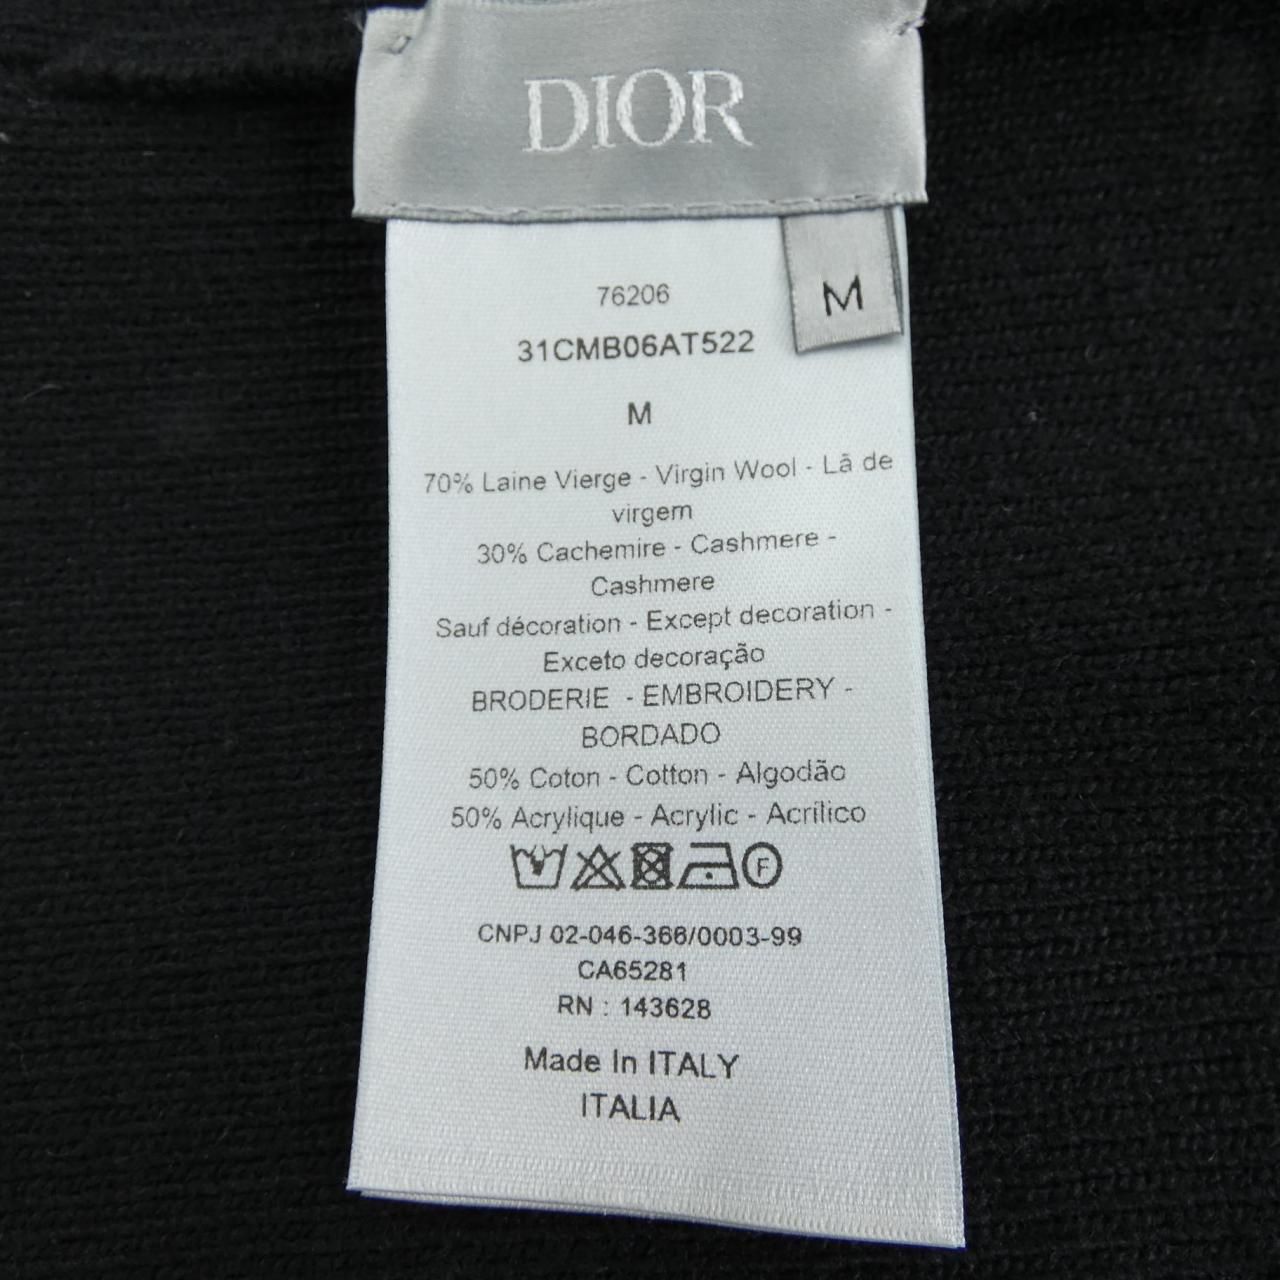 DIOR
M
76206
31CMB06AT522
M
70% Laine Vierge - Virgin Wool - Lã de
virgem
30% Cachemire - Cashmere -
Cashmere
Sauf décoration - Except decoration -
Exceto decoração
BRODERIE - EMBROIDERY -
BORDADO
50% Coton - Cotton - Algodão
50% Acrylique - Acrylic - Acrílico
F
CNPJ 02-046-366/0003-99
CA65281
RN : 143628
Made In ITALY
ITALIA